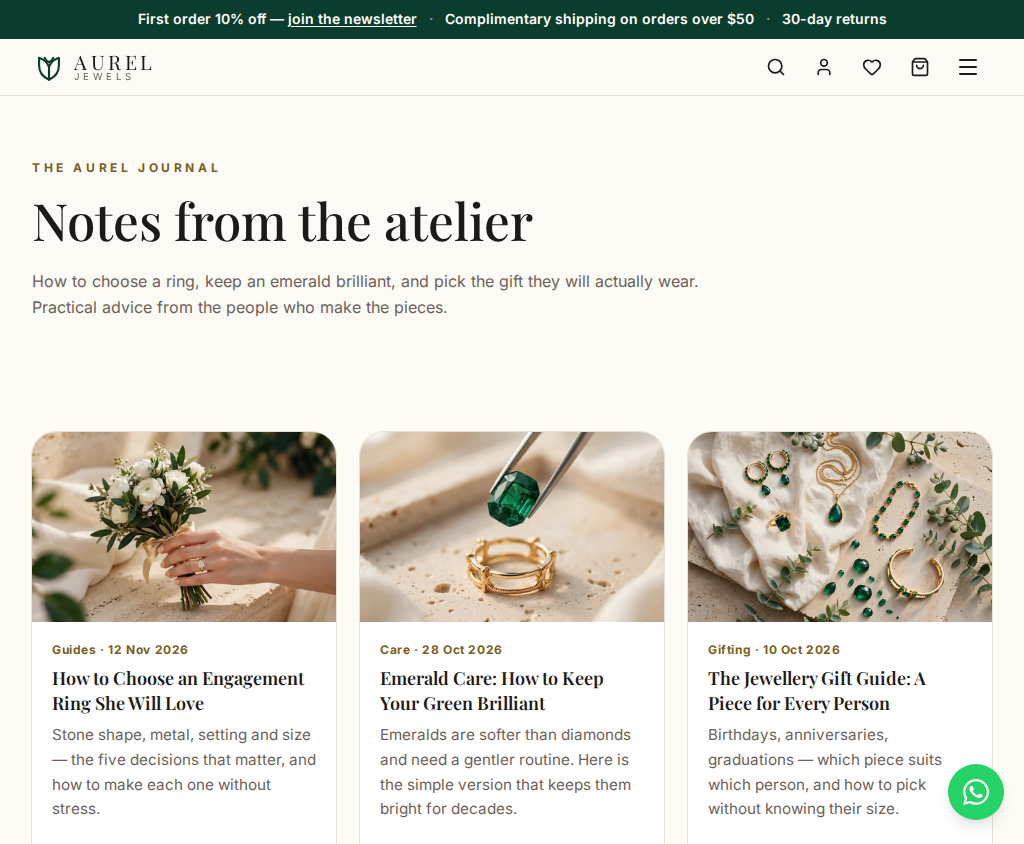 First order 10% off — join the newsletter · Complimentary shipping on orders over $50 · 30-day returns
AUREL
JEWELS
THE AUREL JOURNAL
Notes from the atelier
How to choose a ring, keep an emerald brilliant, and pick the gift they will actually wear.
Practical advice from the people who make the pieces.
Guides · 12 Nov 2026
How to Choose an Engagement
Ring She Will Love
Stone shape, metal, setting and size
— the five decisions that matter, and
how to make each one without
stress.
Care · 28 Oct 2026
Emerald Care: How to Keep
Your Green Brilliant
Emeralds are softer than diamonds
and need a gentler routine. Here is
the simple version that keeps them
bright for decades.
Gifting · 10 Oct 2026
The Jewellery Gift Guide: A
Piece for Every Person
Birthdays, anniversaries,
graduations — which piece suits
which person, and how to pick
without knowing their size.